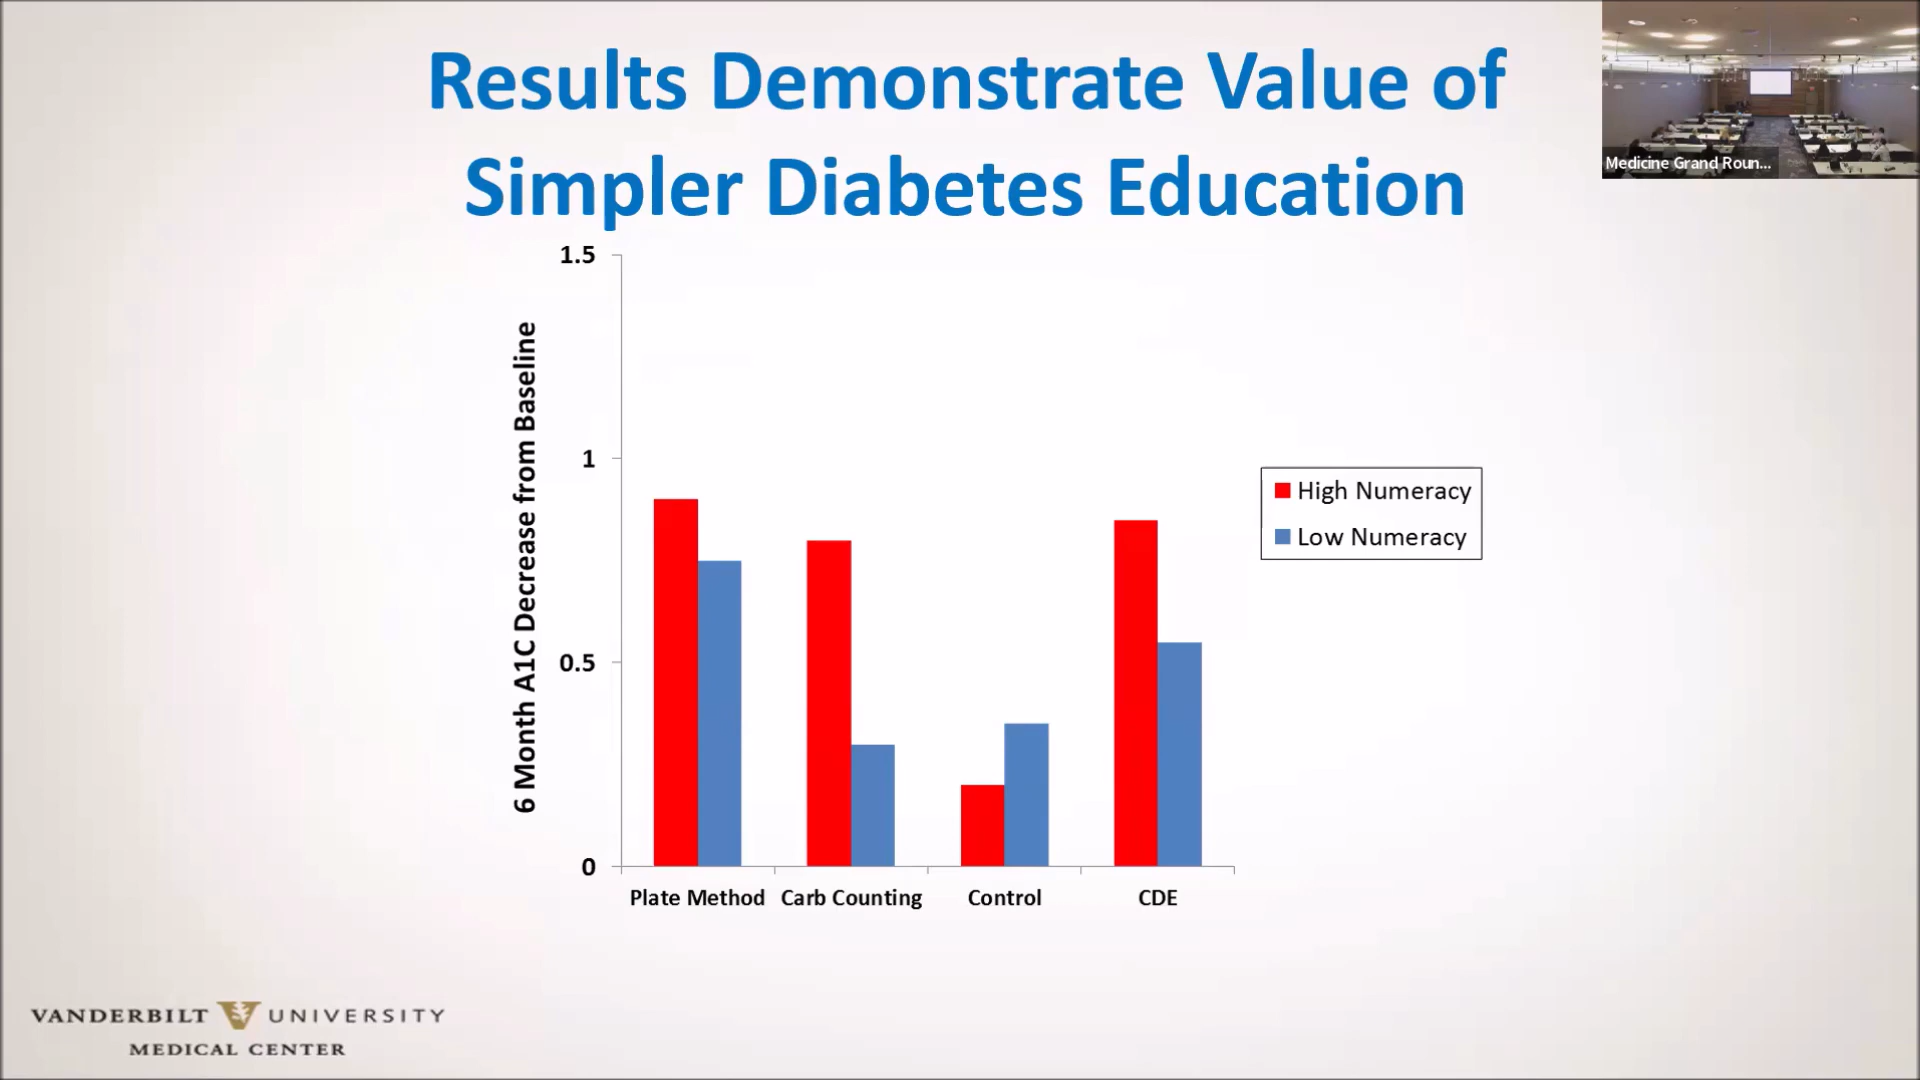 Results Demonstrate Value of
Simpler Diabetes Education
Medicine Grand Roun...
6 Month A1C Decrease from Baseline
1.5
1
0.5
0
Plate Method Carb Counting Control CDE
High Numeracy
Low Numeracy
VANDERBILT UNIVERSITY
MEDICAL CENTER